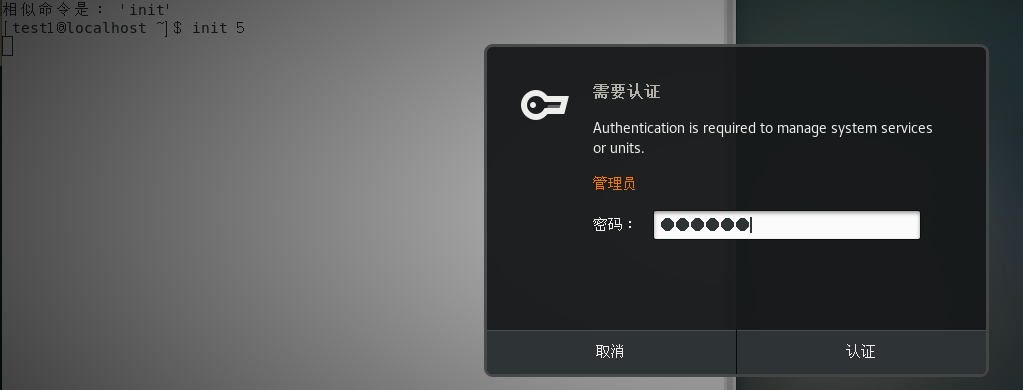 相似命令是： 'init'
[test1@localhost ~]$ init 5
需要认证
Authentication is required to manage system services
or units.
管理员
密码： ●●●●●●
取消 认证